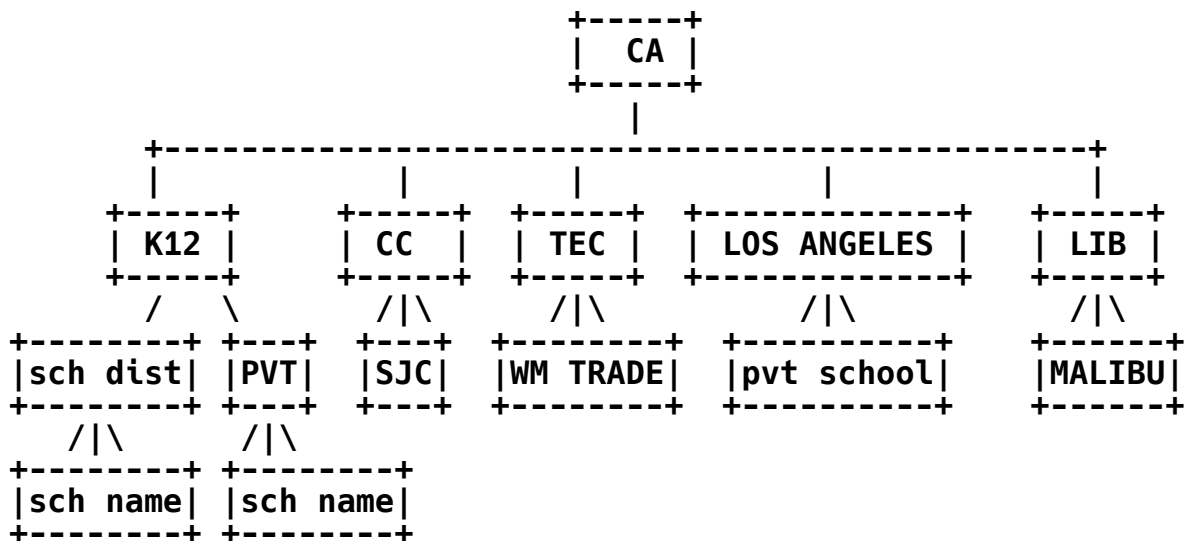 +-----+
                             |  CA |
                             +-----+
                                |
       +------------------------------------------------+
       |            |        |            |             |
     +-----+     +-----+  +-----+  +-------------+   +-----+
     | K12 |     | CC  |  | TEC |  | LOS ANGELES |   | LIB |
     +-----+     +-----+  +-----+  +-------------+   +-----+
       /   \       /|\      /|\          /|\           /|\
+--------+ +---+  +---+  +--------+  +----------+    +------+
|sch dist| |PVT|  |SJC|  |WM TRADE|  |pvt school|    |MALIBU|
+--------+ +---+  +---+  +--------+  +----------+    +------+
   /|\      /|\
+--------+ +--------+
|sch name| |sch name|
+--------+ +--------+